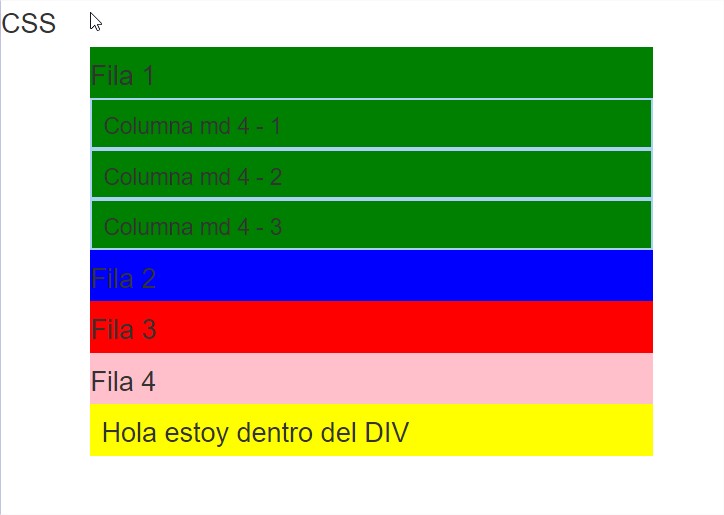 CSS
Fila 1
Columna md 4 - 1
Columna md 4 - 2
Columna md 4 - 3
Fila 2
Fila 3
Fila 4
Hola estoy dentro del DIV